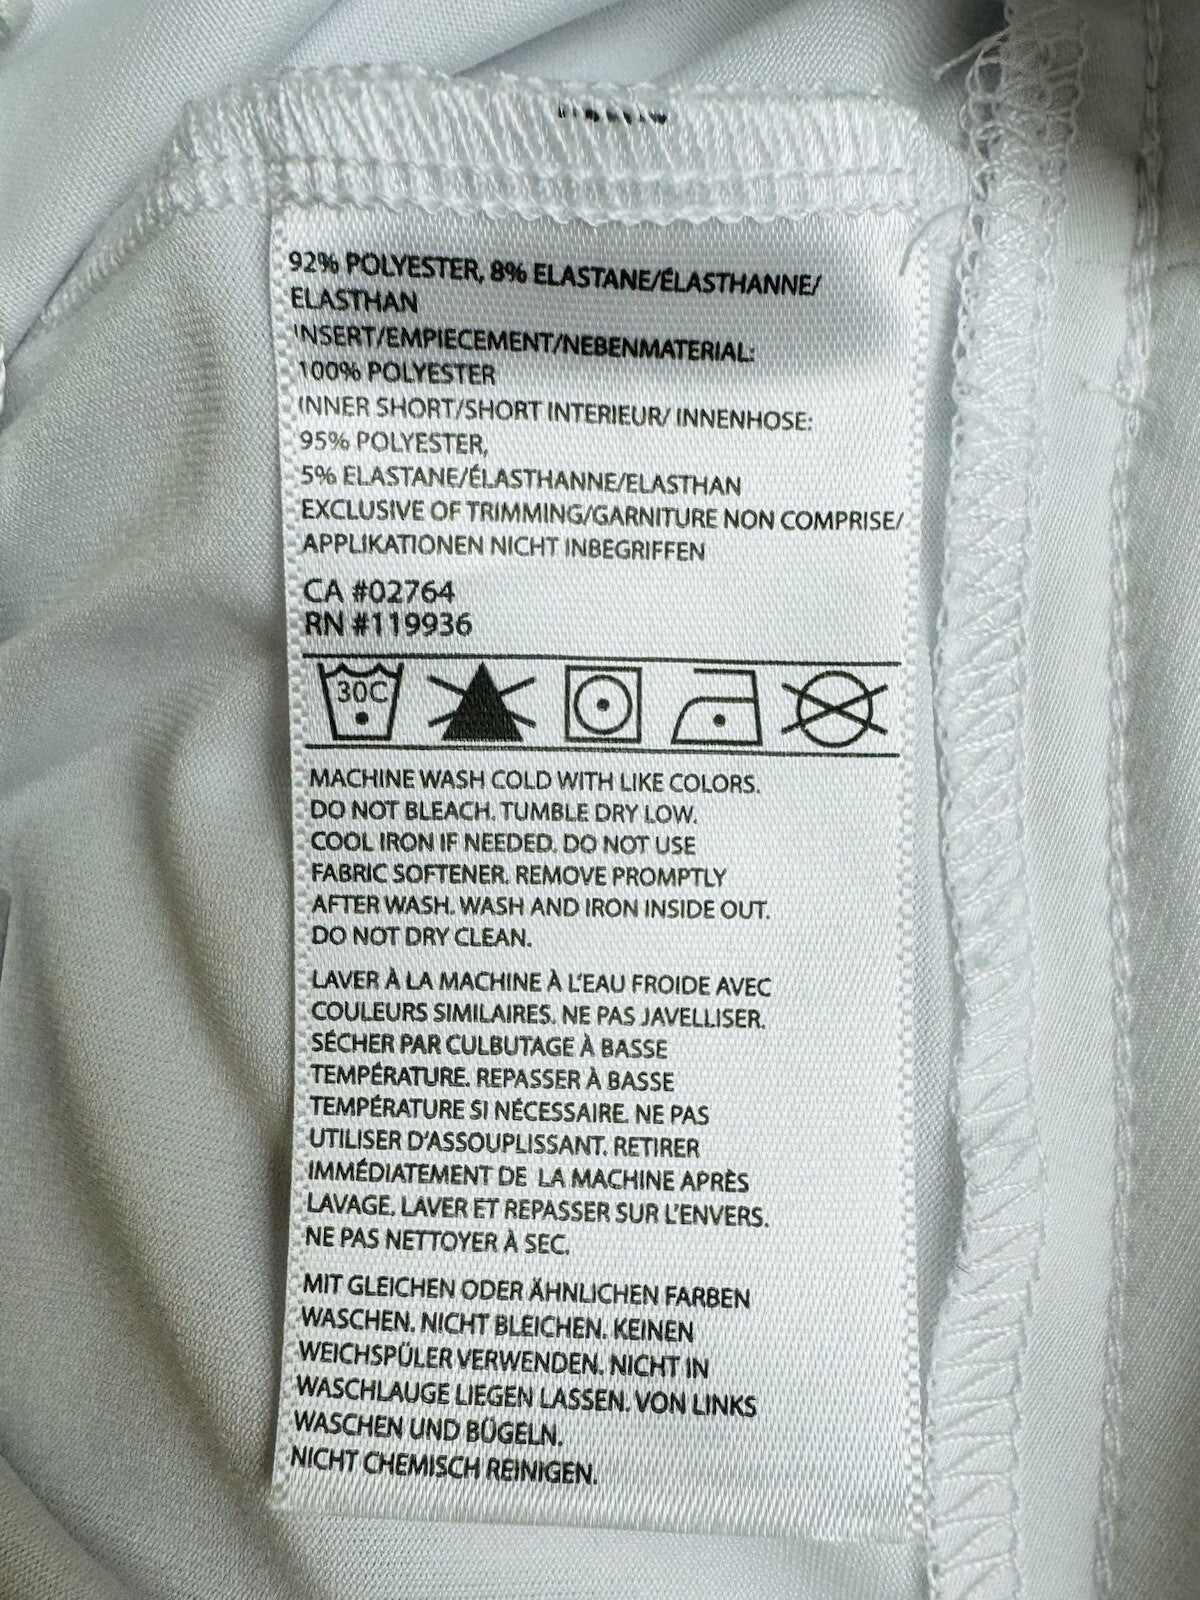 92% POLYESTER, 8% ELASTANE/ÉLASTHANNE/
ELASTHAN
INSERT/EMPIECEMENT/NEBENMATERIAL:
100% POLYESTER
INNER SHORT/SHORT INTERIEUR/ INNENHOSE:
95% POLYESTER,
5% ELASTANE/ÉLASTHANNE/ELASTHAN
EXCLUSIVE OF TRIMMING/GARNITURE NON COMPRISE/
APPLIKATIONEN NICHT INBEGRIFFEN
CA #02764
RN #119936
30C
MACHINE WASH COLD WITH LIKE COLORS.
DO NOT BLEACH. TUMBLE DRY LOW.
COOL IRON IF NEEDED. DO NOT USE
FABRIC SOFTENER. REMOVE PROMPTLY
AFTER WASH. WASH AND IRON INSIDE OUT.
DO NOT DRY CLEAN.
LAVER À LA MACHINE À L'EAU FROIDE AVEC
COULEURS SIMILAIRES. NE PAS JAVELLISER.
SÉCHER PAR CULBUTAGE À BASSE
TEMPÉRATURE. REPASSER À BASSE
TEMPÉRATURE SI NÉCESSAIRE. NE PAS
UTILISER D'ASSOUPLISSANT. RETIRER
IMMÉDIATEMENT DE LA MACHINE APRÈS
LAVAGE. LAVER ET REPASSER SUR L'ENVERS.
NE PAS NETTOYER À SEC.
MIT GLEICHEN ODER ÄHNLICHEN FARBEN
WASCHEN. NICHT BLEICHEN. KEINEN
WEICHSPÜLER VERWENDEN. NICHT IN
WASCHLAUGE LIEGEN LASSEN. VON LINKS
WASCHEN UND BÜGELN.
NICHT CHEMISCH REINIGEN.